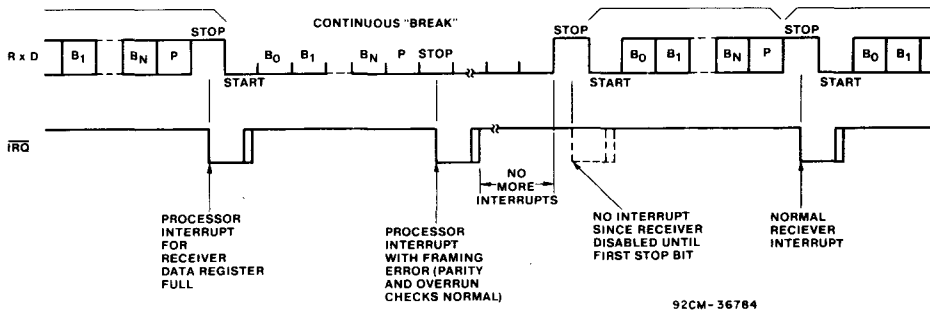 CONTINUOUS "BREAK"
STOP
STOP
STOP
R x D
B1
BN
P
B0
B1
BN
P
STOP
B0
B1
BN
P
B0
B1
START
START
START
IRQ
NO
MORE
INTERRUPTS
PROCESSOR
INTERRUPT
FOR
RECEIVER
DATA REGISTER
FULL
PROCESSOR
INTERRUPT
WITH FRAMING
ERROR (PARITY
AND OVERRUN
CHECKS NORMAL)
NO INTERRUPT
SINCE RECEIVER
DISABLED UNTIL
FIRST STOP BIT
NORMAL
RECIEVER
INTERRUPT
92CM-36784